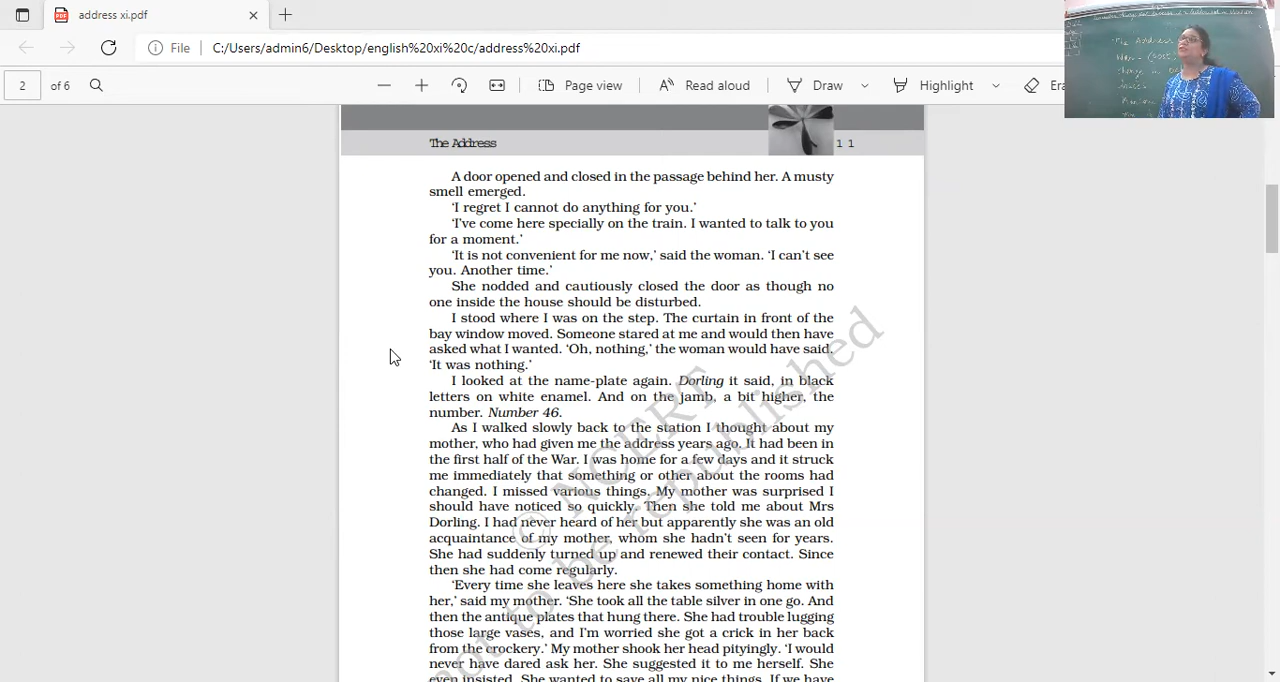 address xi.pdf
File
C:/Users/admin6/Desktop/english%20xi%20c/address%20xi.pdf
2 of 6
Page view
Read aloud
Draw
Highlight
The Address
1 1
A door opened and closed in the passage behind her. A musty
smell emerged.
‘I regret I cannot do anything for you.’
‘I’ve come here specially on the train. I wanted to talk to you
for a moment.’
‘It is not convenient for me now,’ said the woman. ‘I can’t see
you. Another time.’
She nodded and cautiously closed the door as though no
one inside the house should be disturbed.
I stood where I was on the step. The curtain in front of the
bay window moved. Someone stared at me and would then have
asked what I wanted. ‘Oh, nothing,’ the woman would have said.
‘It was nothing.’
I looked at the name-plate again. Dorling it said, in black
letters on white enamel. And on the jamb, a bit higher, the
number. Number 46.
As I walked slowly back to the station I thought about my
mother, who had given me the address years ago. It had been in
the first half of the War. I was home for a few days and it struck
me immediately that something or other about the rooms had
changed. I missed various things. My mother was surprised I
should have noticed so quickly. Then she told me about Mrs
Dorling. I had never heard of her but apparently she was an old
acquaintance of my mother, whom she hadn’t seen for years.
She had suddenly turned up and renewed their contact. Since
then she had come regularly.
‘Every time she leaves here she takes something home with
her,’ said my mother. ‘She took all the table silver in one go. And
then the antique plates that hung there. She had trouble lugging
those large vases, and I’m worried she got a crick in her back
from the crockery.’ My mother shook her head pityingly. ‘I would
never have dared ask her. She suggested it to me herself. She
even insisted. She wanted to save all my nice things. If we have
© NCERT
not to be republished